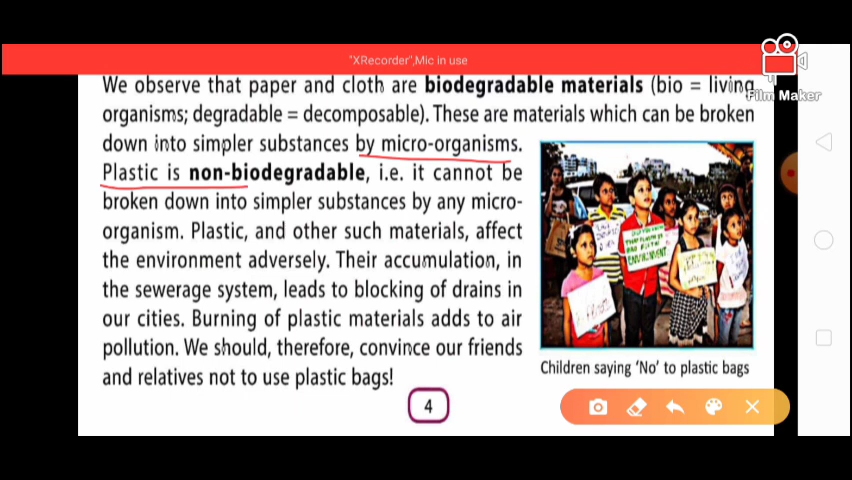 "XRecorder",Mic in use
Film Maker
We observe that paper and cloth are biodegradable materials (bio = living
organisms; degradable = decomposable). These are materials which can be broken
down into simpler substances by micro-organisms.
Plastic is non-biodegradable, i.e. it cannot be
broken down into simpler substances by any micro-
organism. Plastic, and other such materials, affect
the environment adversely. Their accumulation, in
the sewerage system, leads to blocking of drains in
our cities. Burning of plastic materials adds to air
pollution. We should, therefore, convince our friends
and relatives not to use plastic bags!
ENVIRONMENT
Children saying 'No' to plastic bags
4